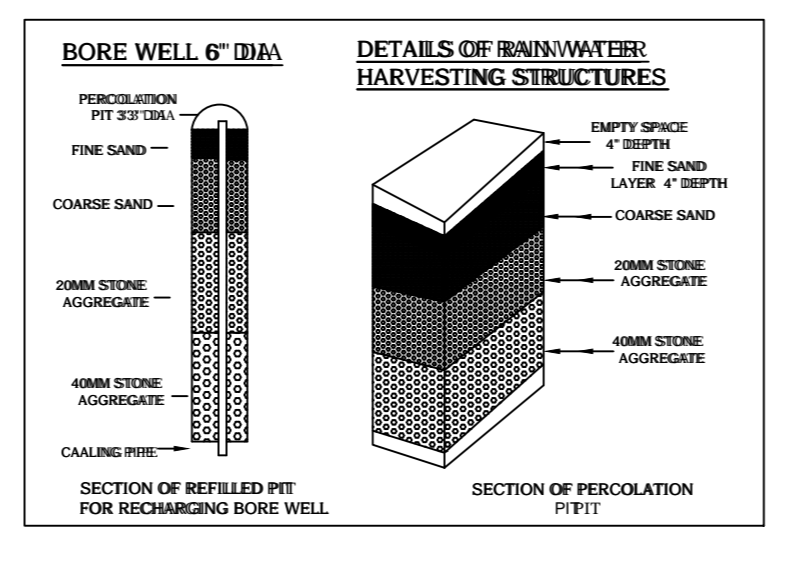 BORE WELL 6" DIA
DETAILS OF RAIN WATER
HARVESTING STRUCTURES
PERCOLATION
PIT 3'3" DIA
FINE SAND
COARSE SAND
20MM STONE
AGGREGATE
40MM STONE
AGGREGATE
CAALING PIPE
SECTION OF REFILLED PIT
FOR RECHARGING BORE WELL
EMPTY SPACE
4" DEPTH
FINE SAND
LAYER 4" DEPTH
COARSE SAND
20MM STONE
AGGREGATE
40MM STONE
AGGREGATE
SECTION OF PERCOLATION
PIT